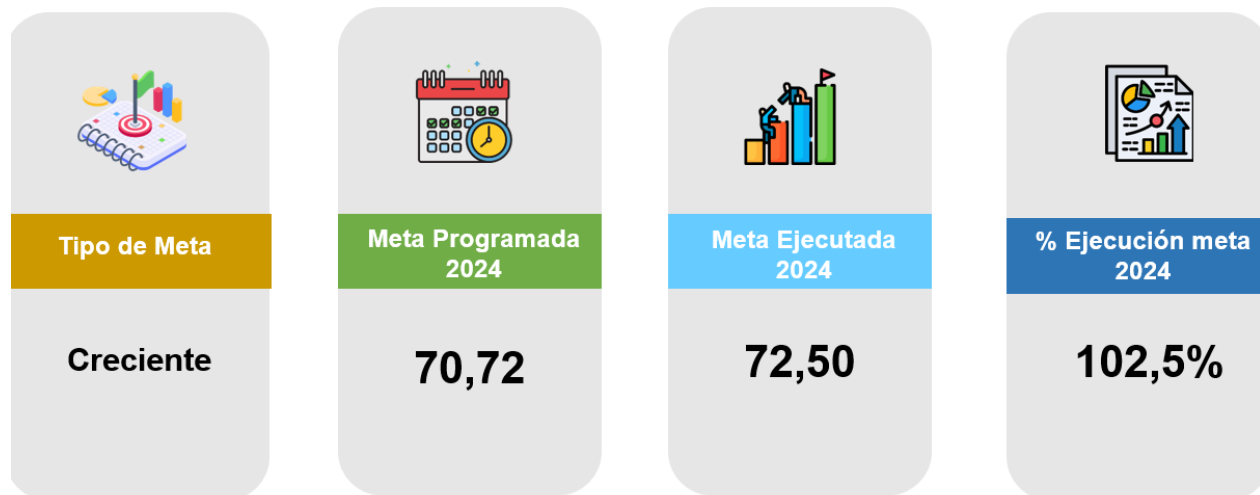 Tipo de Meta
Creciente
Meta Programada
2024
70,72
Meta Ejecutada
2024
72,50
% Ejecución meta
2024
102,5%